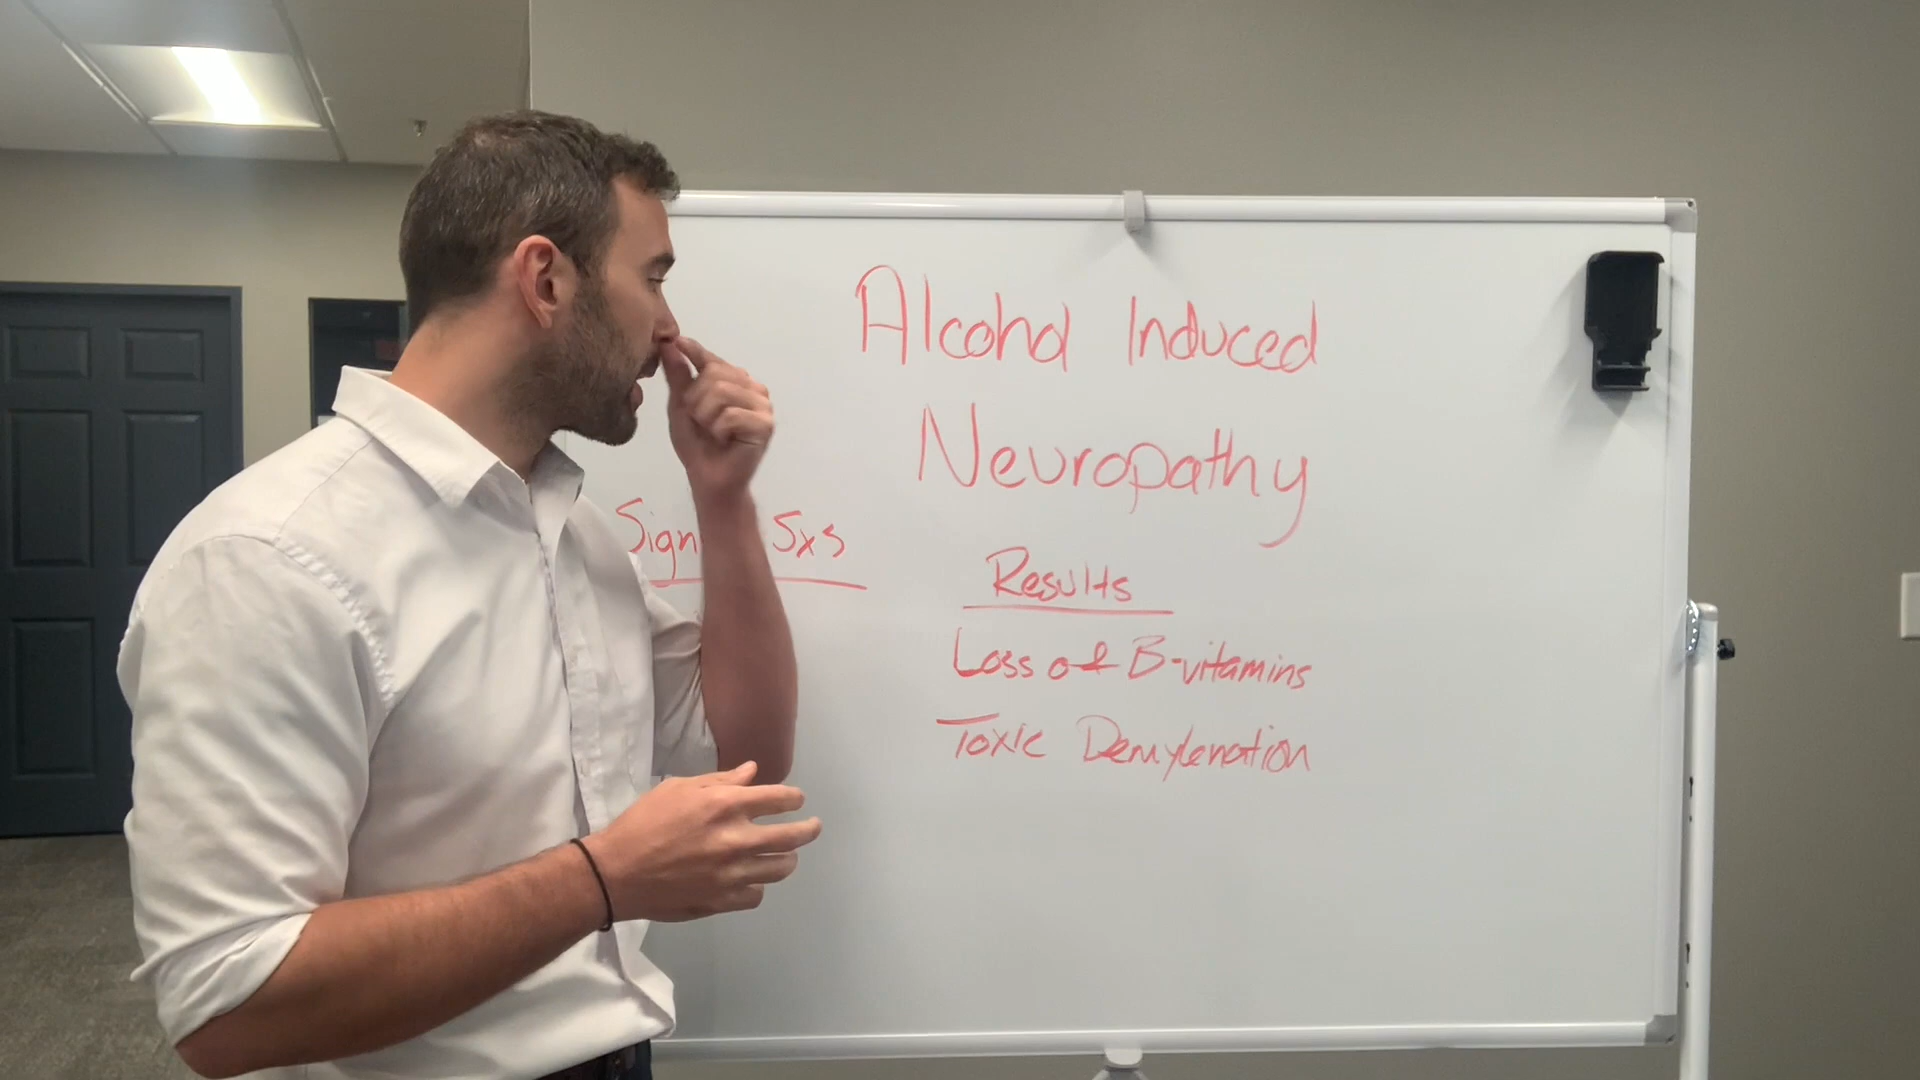 Alcohol Induced
Neuropathy
Sign Sxs
Results
Loss of B-vitamins
Toxic Demylenation